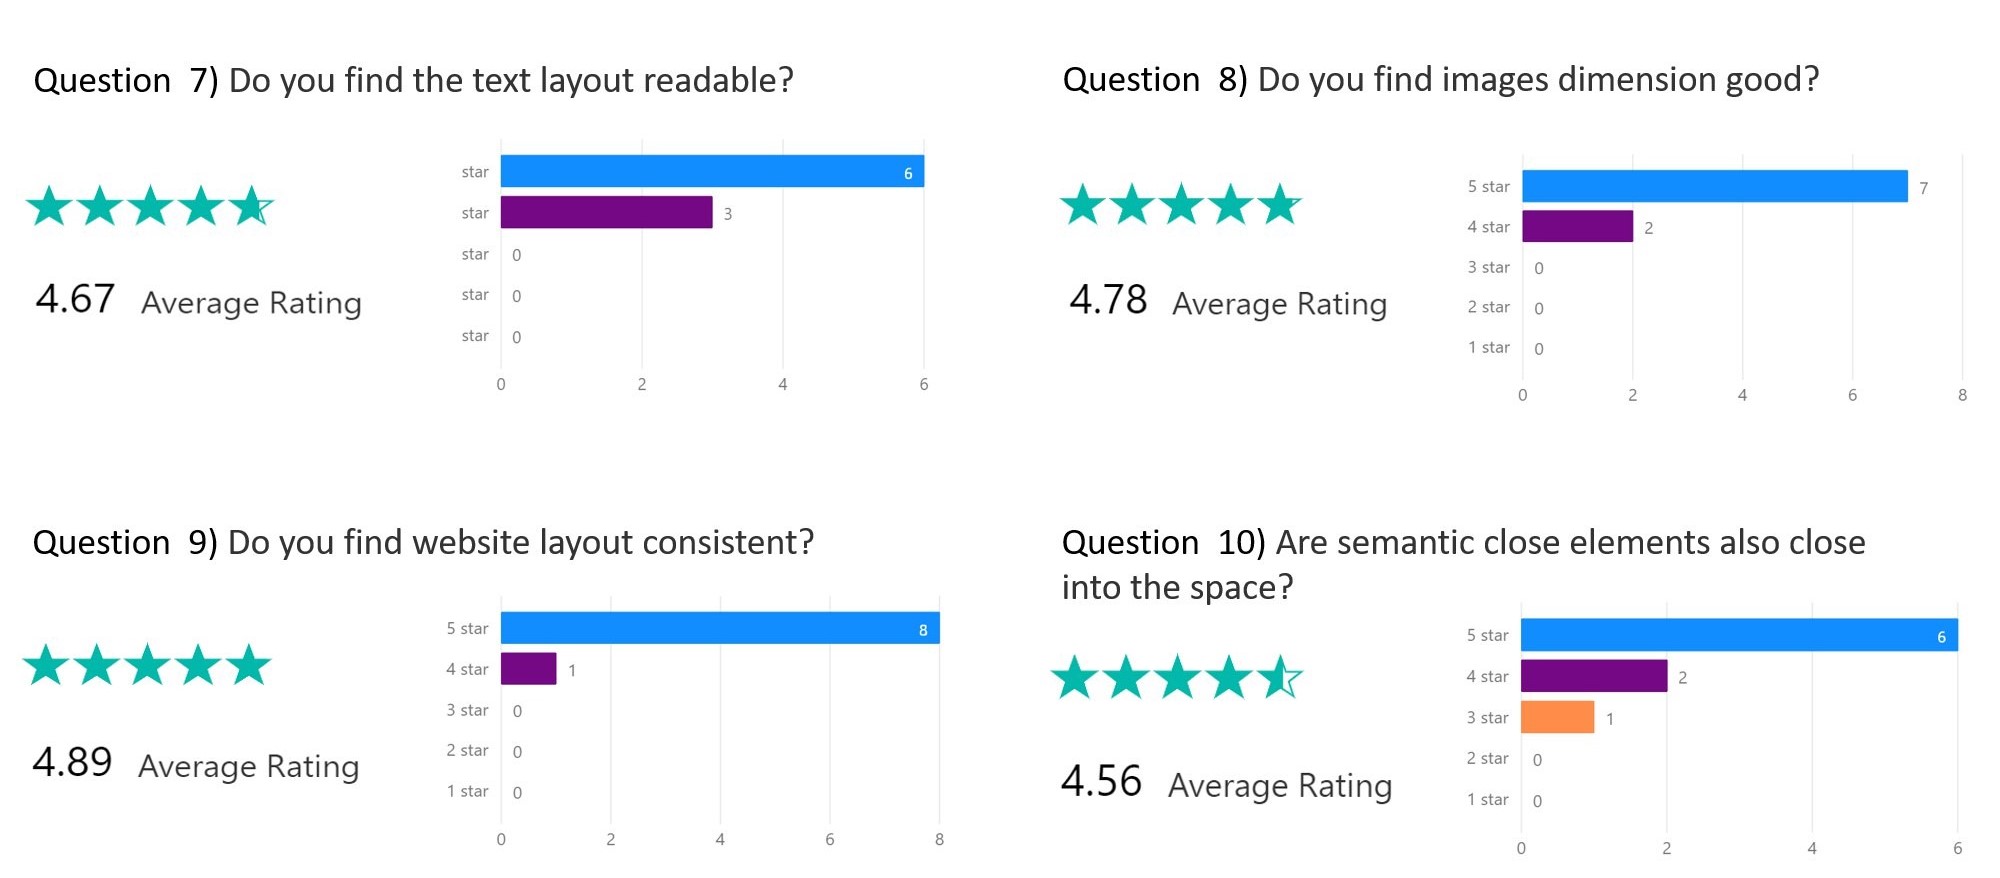 Question 7) Do you find the text layout readable?
star
6
star
3
star
0
star
0
star
0
0 2 4 6
4.67 Average Rating
Question 8) Do you find images dimension good?
5 star
7
4 star
2
3 star
0
2 star
0
1 star
0
0 2 4 6 8
4.78 Average Rating
Question 9) Do you find website layout consistent?
5 star
8
4 star
1
3 star
0
2 star
0
1 star
0
0 2 4 6 8
4.89 Average Rating
Question 10) Are semantic close elements also close
into the space?
5 star
6
4 star
2
3 star
1
2 star
0
1 star
0
0 2 4 6
4.56 Average Rating